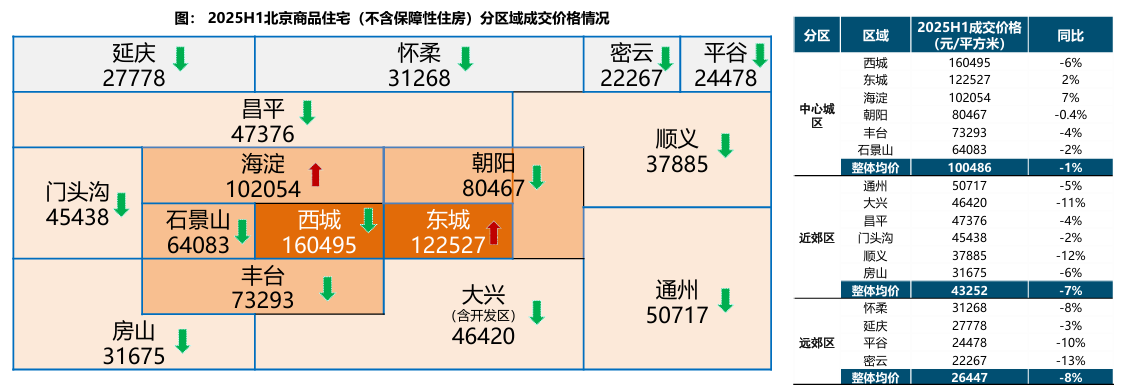 图： 2025H1北京商品住宅（不含保障性住房）分区域成交价格情况
延庆
27778
怀柔
31268
密云
22267
平谷
24478
昌平
47376
顺义
37885
海淀
102054
朝阳
80467
门头沟
45438
石景山
64083
西城
160495
东城
122527
丰台
73293
大兴
（含开发区）
46420
通州
50717
房山
31675
分区 区域 2025H1成交价格（元/平方米） 同比
中心城区
西城 160495 -6%
东城 122527 2%
海淀 102054 7%
朝阳 80467 -0.4%
丰台 73293 -4%
石景山 64083 -2%
整体均价 100486 -1%
近郊区
通州 50717 -5%
大兴 46420 -11%
昌平 47376 -4%
门头沟 45438 -2%
顺义 37885 -12%
房山 31675 -6%
整体均价 43252 -7%
远郊区
怀柔 31268 -8%
延庆 27778 -3%
平谷 24478 -10%
密云 22267 -13%
整体均价 26447 -8%